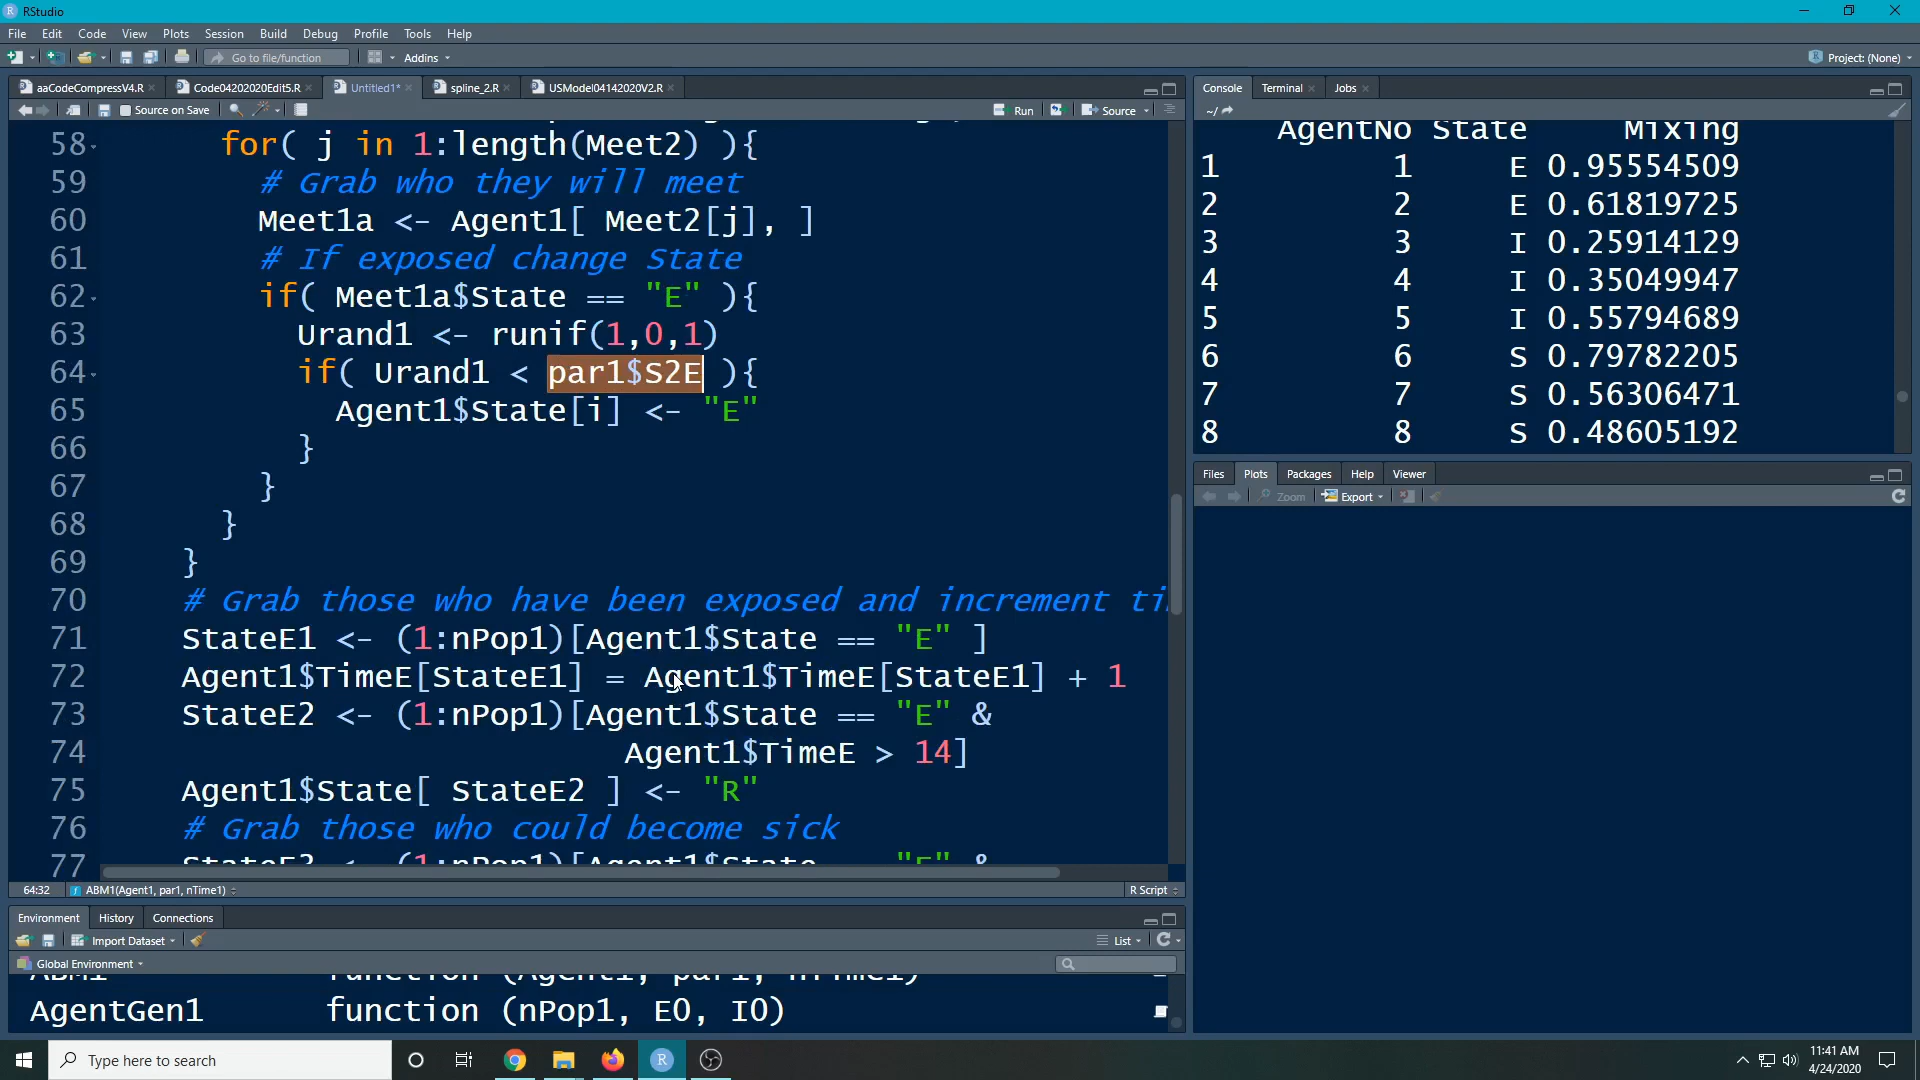 RStudio
File Edit Code View Plots Session Build Debug Profile Tools Help
Go to file/function Addins Project: (None)
aaCodeCompressV4.R Code04202020Edit5.R Untitled1* spline_2.R USModel04142020V2.R
Source on Save Run Source
58 for( j in 1:length(Meet2) ){
59 # Grab who they will meet
60 Meet1a <- Agent1[ Meet2[j], ]
61 # If exposed change State
62 if( Meet1a$State == "E" ){
63 Urand1 <- runif(1,0,1)
64 if( Urand1 < par1$S2E ){
65 Agent1$State[i] <- "E"
66 }
67 }
68 }
69 }
70 # Grab those who have been exposed and increment
71 StateE1 <- (1:nPop1)[Agent1$State == "E" ]
72 Agent1$TimeE[StateE1] = Agent1$TimeE[StateE1] + 1
73 StateE2 <- (1:nPop1)[Agent1$State == "E" &
74 Agent1$TimeE > 14]
75 Agent1$State[ StateE2 ] <- "R"
76 # Grab those who could become sick
77 StateE3 <- (1:nPop1)[Agent1$State == "E" &
64:32 ABM1(Agent1, par1, nTime1) R Script
Environment History Connections
Import Dataset List
Global Environment
ABM1 function (Agent1, par1, nTime1)
AgentGen1 function (nPop1, E0, I0)
Console Terminal Jobs
~/
AgentNo State Mixing
1 1 E 0.95554509
2 2 E 0.61819725
3 3 I 0.25914129
4 4 I 0.35049947
5 5 I 0.55794689
6 6 S 0.79782205
7 7 S 0.56306471
8 8 S 0.48605192
Files Plots Packages Help Viewer
Zoom Export
Type here to search
11:41 AM
4/24/2020